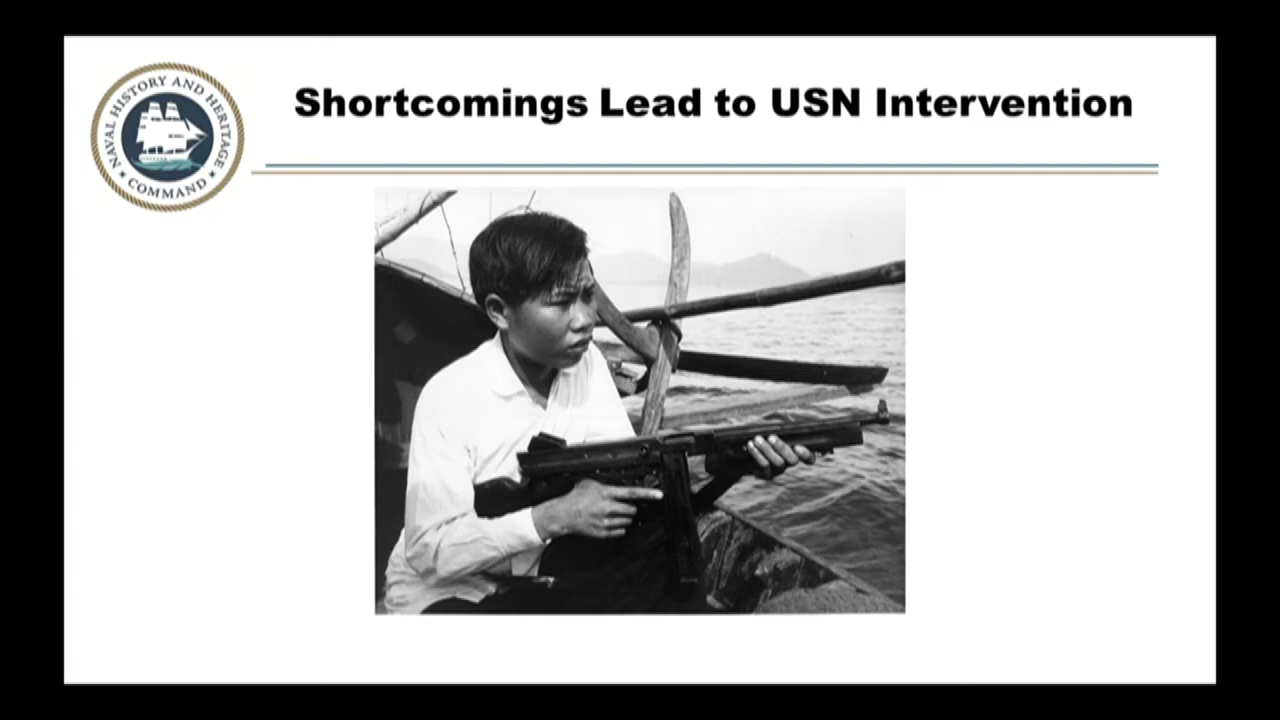 Shortcomings Lead to USN Intervention
NAVAL HISTORY AND HERITAGE
★ COMMAND ★